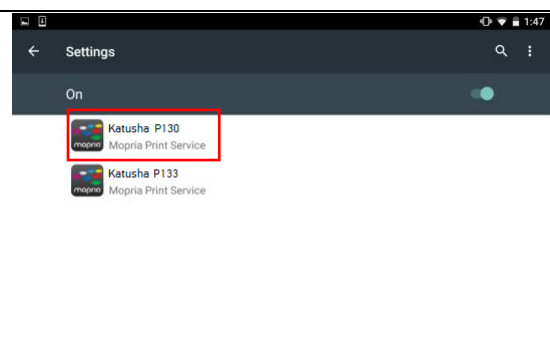 1:47
Settings
On
Katusha P130
mopria Mopria Print Service
Katusha P133
mopria Mopria Print Service